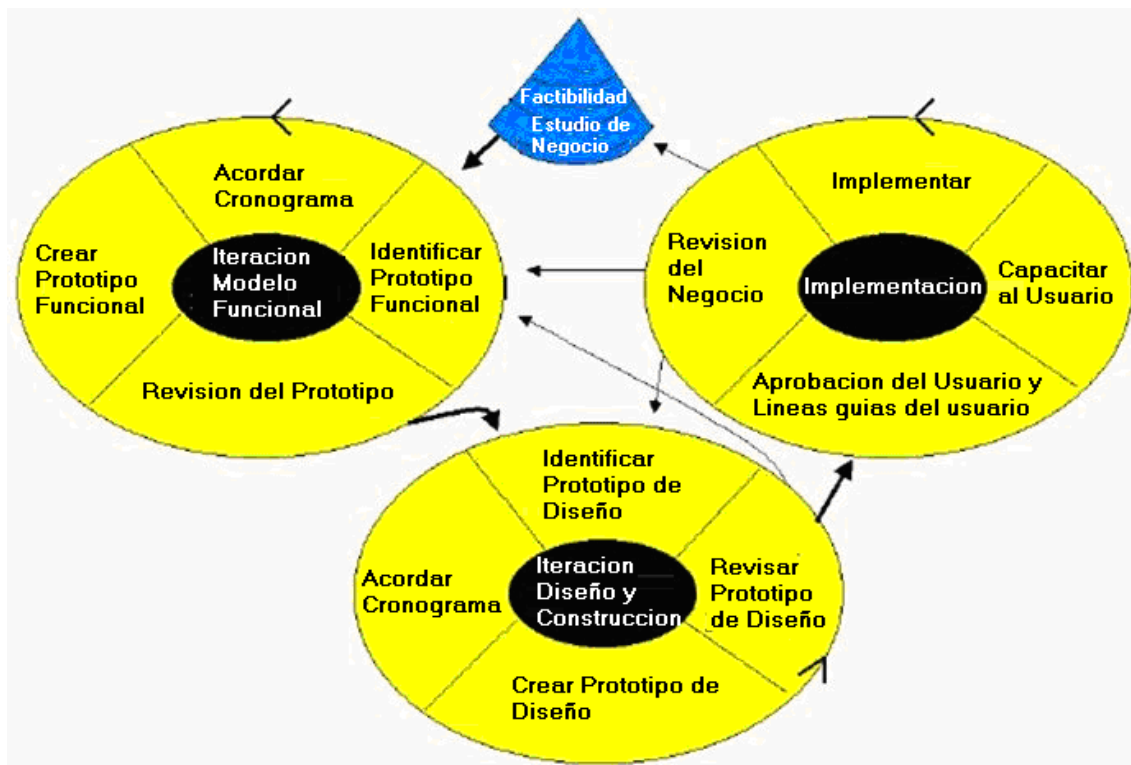 Factibilidad
Estudio de
Negocio
Acordar
Cronograma
Crear
Prototipo
Funcional
Iteracion
Modelo
Funcional
Identificar
Prototipo
Funcional
Revision del Prototipo
Implementar
Revision
del
Negocio
Implementacion
Capacitar
al Usuario
Aprobacion del Usuario y
Lineas guias del usuario
Identificar
Prototipo de
Diseño
Acordar
Cronograma
Iteracion
Diseño y
Construccion
Revisar
Prototipo
de Diseño
Crear Prototipo de
Diseño